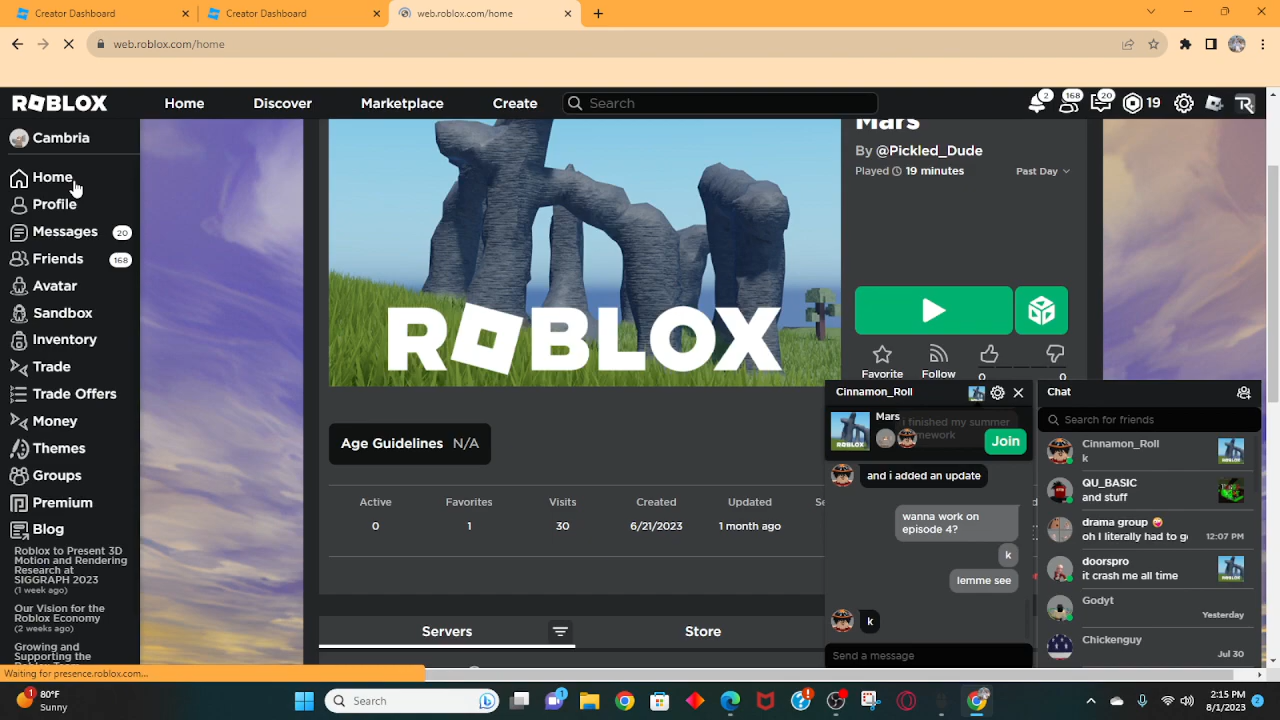 Creator Dashboard
Creator Dashboard
web.roblox.com/home
web.roblox.com/home
ROBLOX
Home
Discover
Marketplace
Create
Search
2
168
20
19
Cambria
Home
Profile
Messages 20
Friends 168
Avatar
Sandbox
Inventory
Trade
Trade Offers
Money
Themes
Groups
Premium
Blog
Roblox to Present 3D
Motion and Rendering
Research at
SIGGRAPH 2023
(1 week ago)
Our Vision for the
Roblox Economy
(2 weeks ago)
Growing and
Supporting the
ROBLOX
Mars
By @Pickled_Dude
Played 19 minutes
Past Day
Favorite
Follow
0
0
Age Guidelines N/A
Active
Favorites
Visits
Created
Updated
0
1
30
6/21/2023
1 month ago
Servers
Store
Cinnamon_Roll
Mars
i finished my summer
Join
ROBLOX
and i added an update
wanna work on
episode 4?
k
lemme see
k
Send a message
Chat
Search for friends
Cinnamon_Roll
k
QU_BASIC
and stuff
drama group
oh I literally had to g
12:07 PM
doorspro
it crash me all time
Godyt
Yesterday
Chickenguy
Jul 30
Waiting for presence.roblox.com...
1
80°F
Sunny
Search
1
2:15 PM
8/1/2023
2